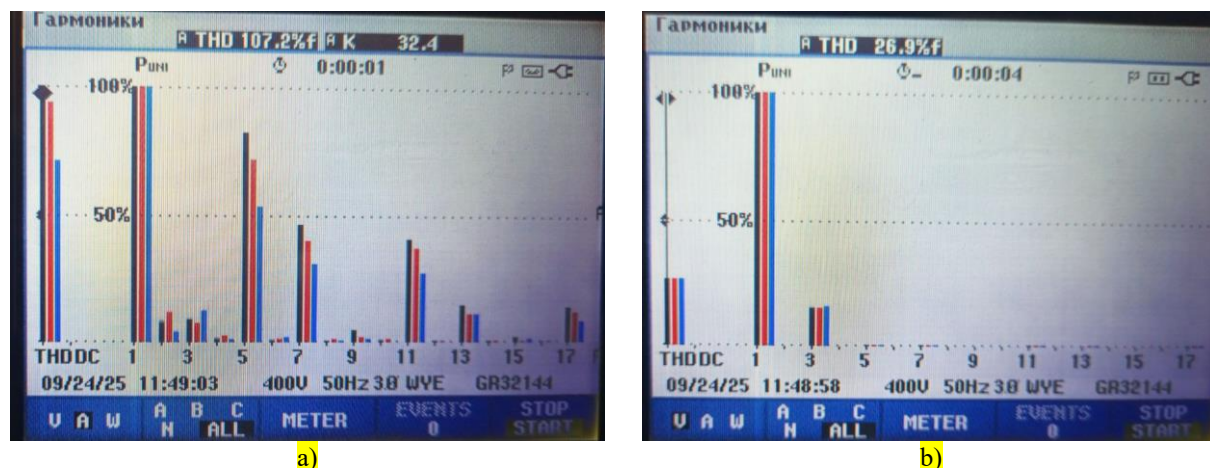 Гармоники
A THD 107.2%f A K 32.4
PUNI 0:00:01
100%
50%
THD DC 1 3 5 7 9 11 13 15 17
09/24/25 11:49:03 400V 50Hz 3Ø WYE GR32144
V A W A B C N ALL METER EVENTS 0 STOP START
a)
Гармоники
A THD 26.9%f
PUNI 0:00:04
100%
50%
THD DC 1 3 5 7 9 11 13 15 17
09/24/25 11:48:58 400V 50Hz 3Ø WYE GR32144
V A W A B C N ALL METER EVENTS 0 STOP START
b)